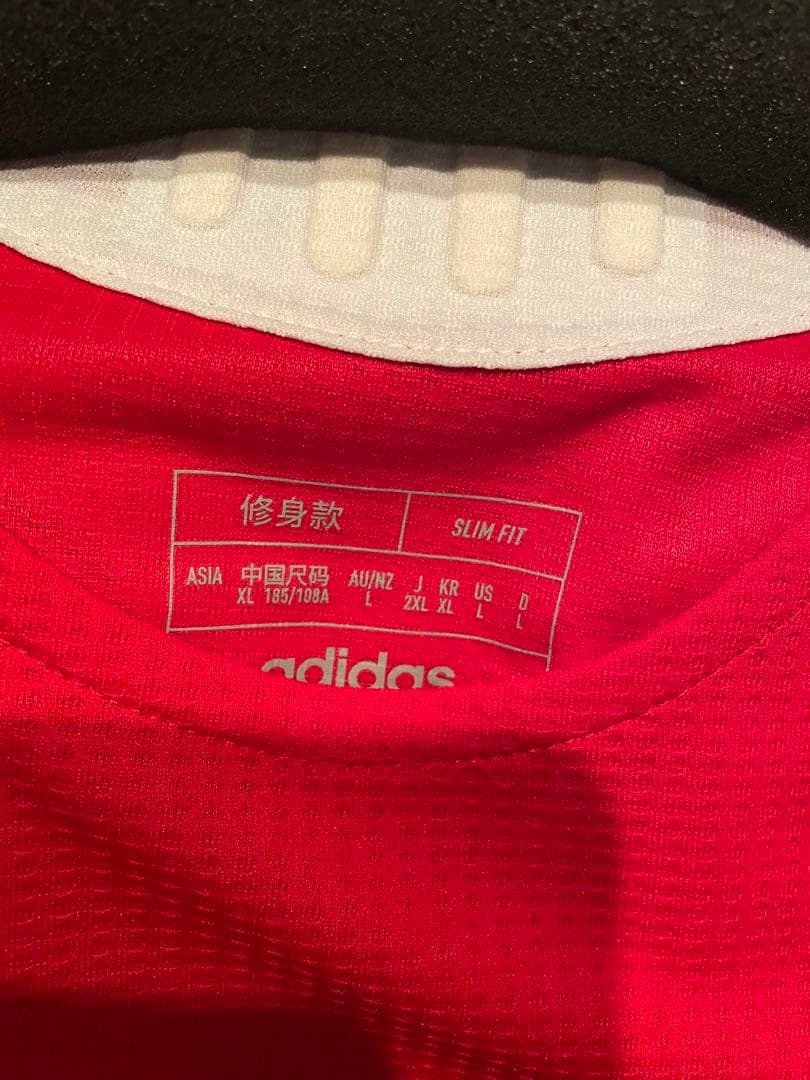 修身款 SLIM FIT
ASIA 中国尺码 AU/NZ J KR US D
XL 185/108A L 2XL XL L L
adidas